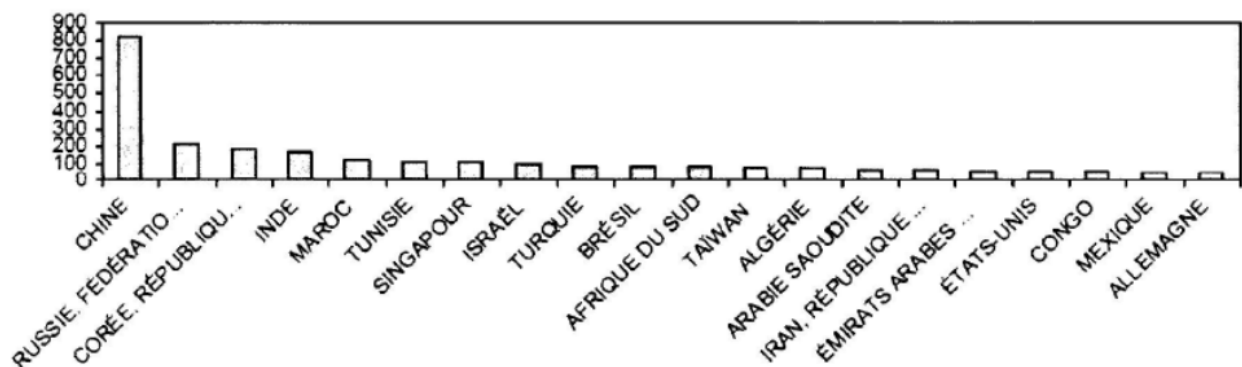 900
800
700
600
500
400
300
200
100
0
CHINE
RUSSIE. FÉDÉRATIO ...
CORÉE. RÉPUBLIQU...
INDE
MAROC
TUNISIE
SINGAPOUR
ISRAËL
TURQUIE
BRÉSIL
AFRIQUE DU SUD
TAÏWAN
ALGÉRIE
ARABIE SAOUDITE
IRAN, RÉPUBLIQUE ...
ÉMIRATS ARABES ...
ÉTATS-UNIS
CONGO
MEXIQUE
ALLEMAGNE